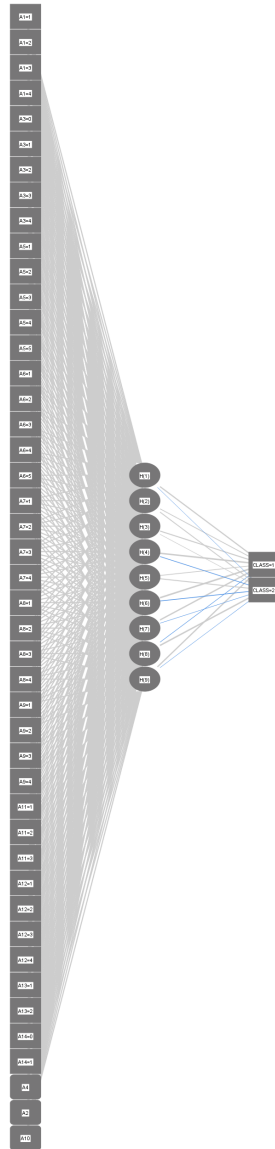 A1=1
A1=2
A1=3
A1=4
A3=0
A3=1
A3=2
A3=3
A3=4
A5=1
A5=2
A5=3
A5=4
A5=5
A6=1
A6=2
A6=3
A6=4
A6=5
A7=1
A7=2
A7=3
A7=4
A8=1
A8=2
A8=3
A8=4
A9=1
A9=2
A9=3
A9=4
A11=1
A11=2
A11=3
A12=1
A12=2
A12=3
A12=4
A13=1
A13=2
A14=0
A14=1
A4
A2
A10
H(1)
H(2)
H(3)
H(4)
H(5)
H(6)
H(7)
H(8)
H(9)
CLASS=1
CLASS=2